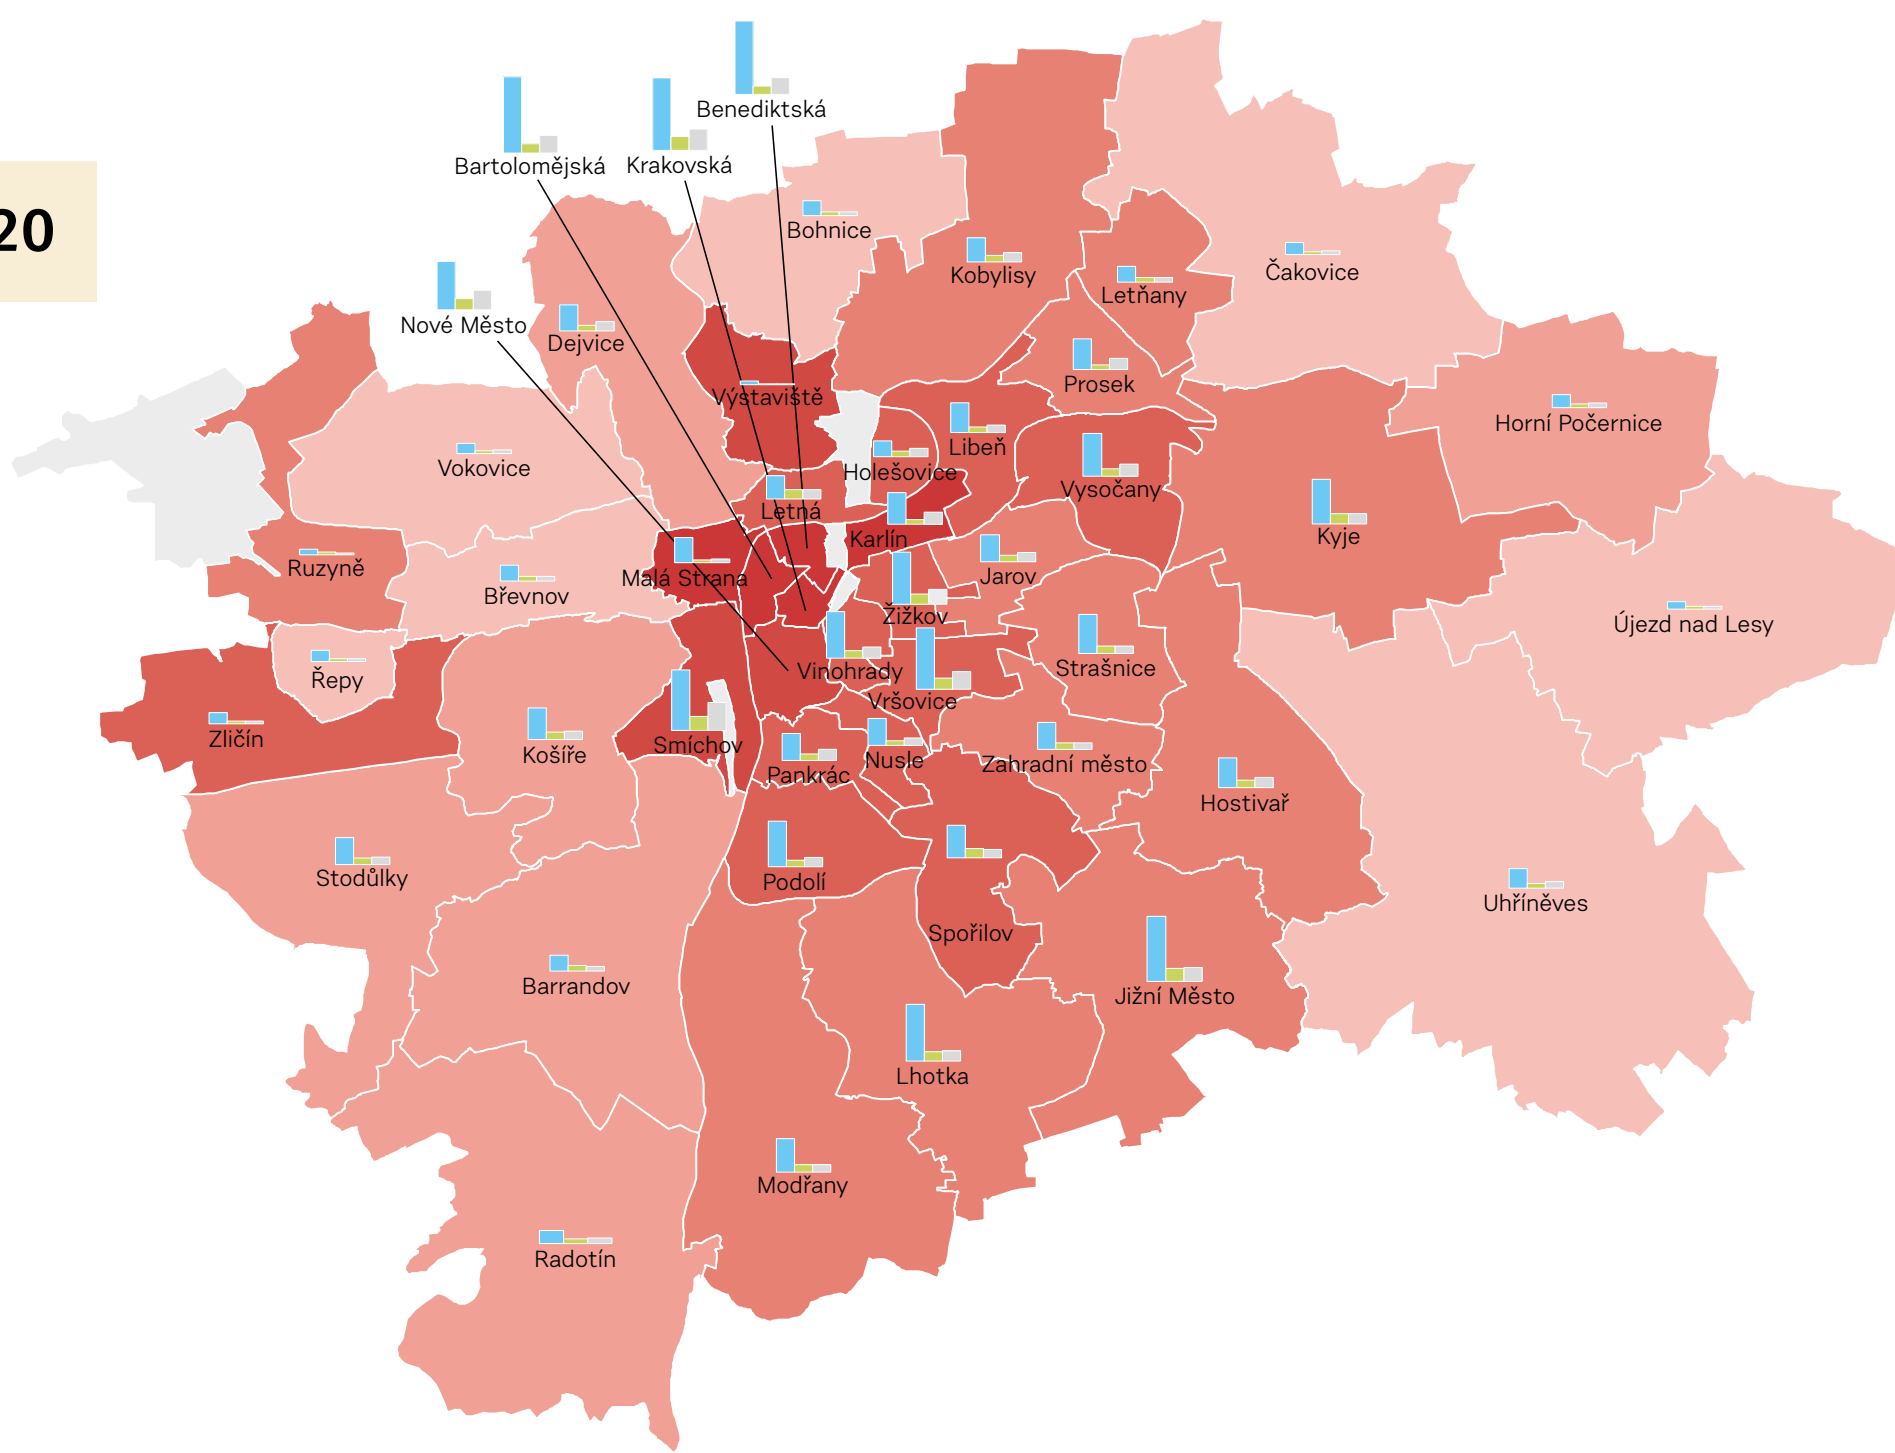 Benediktská
Bartolomějská
Krakovská
20
Bohnice
Kobylisy
Čakovice
Letňany
Nové Město
Dejvice
Prosek
Výstaviště
Horní Počernice
Libeň
Vokovice
Holešovice
Vysočany
Letná
Karlín
Kyje
Ruzyně
Malá Strana
Jarov
Břevnov
Žižkov
Újezd nad Lesy
Řepy
Vinohrady
Strašnice
Vršovice
Zličín
Smíchov
Košíře
Nusle
Zahradní město
Pankrác
Hostivař
Stodůlky
Podolí
Uhříněves
Spořilov
Barrandov
Jižní Město
Lhotka
Modřany
Radotín